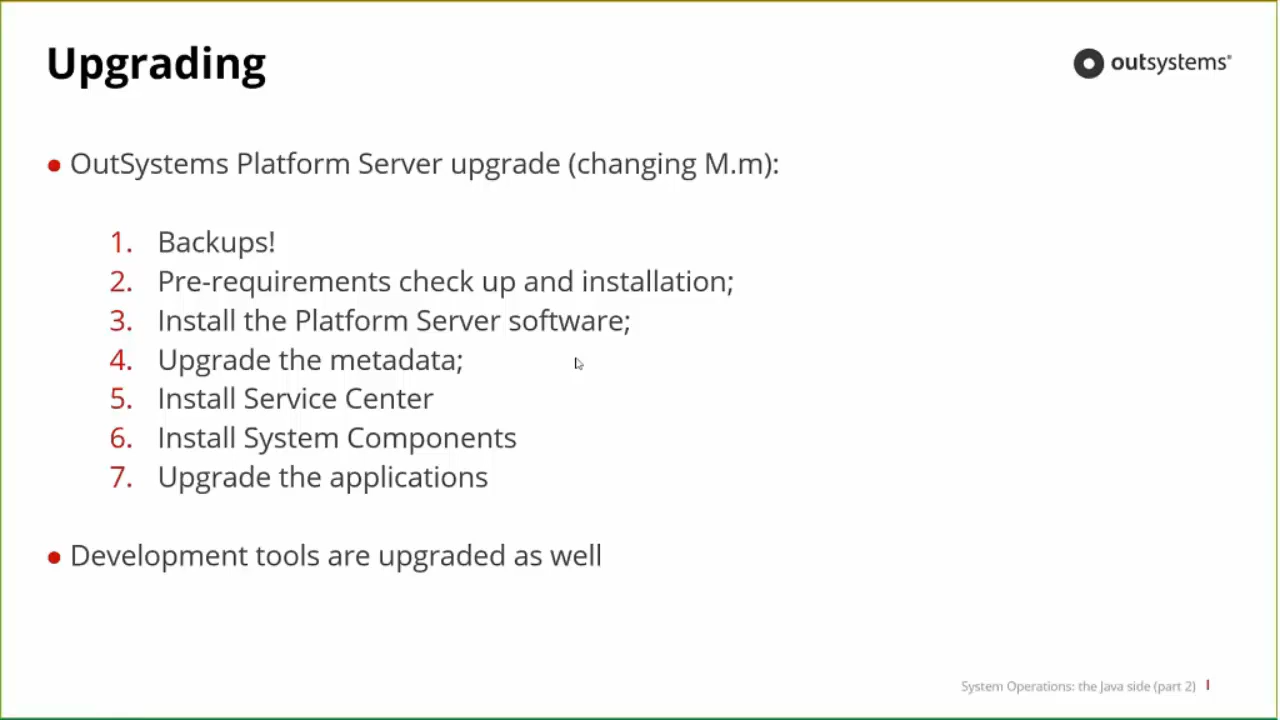 Upgrading
outsystems®
● OutSystems Platform Server upgrade (changing M.m):
1. Backups!
2. Pre-requirements check up and installation;
3. Install the Platform Server software;
4. Upgrade the metadata;
5. Install Service Center
6. Install System Components
7. Upgrade the applications
● Development tools are upgraded as well
System Operations: the Java side (part 2) I